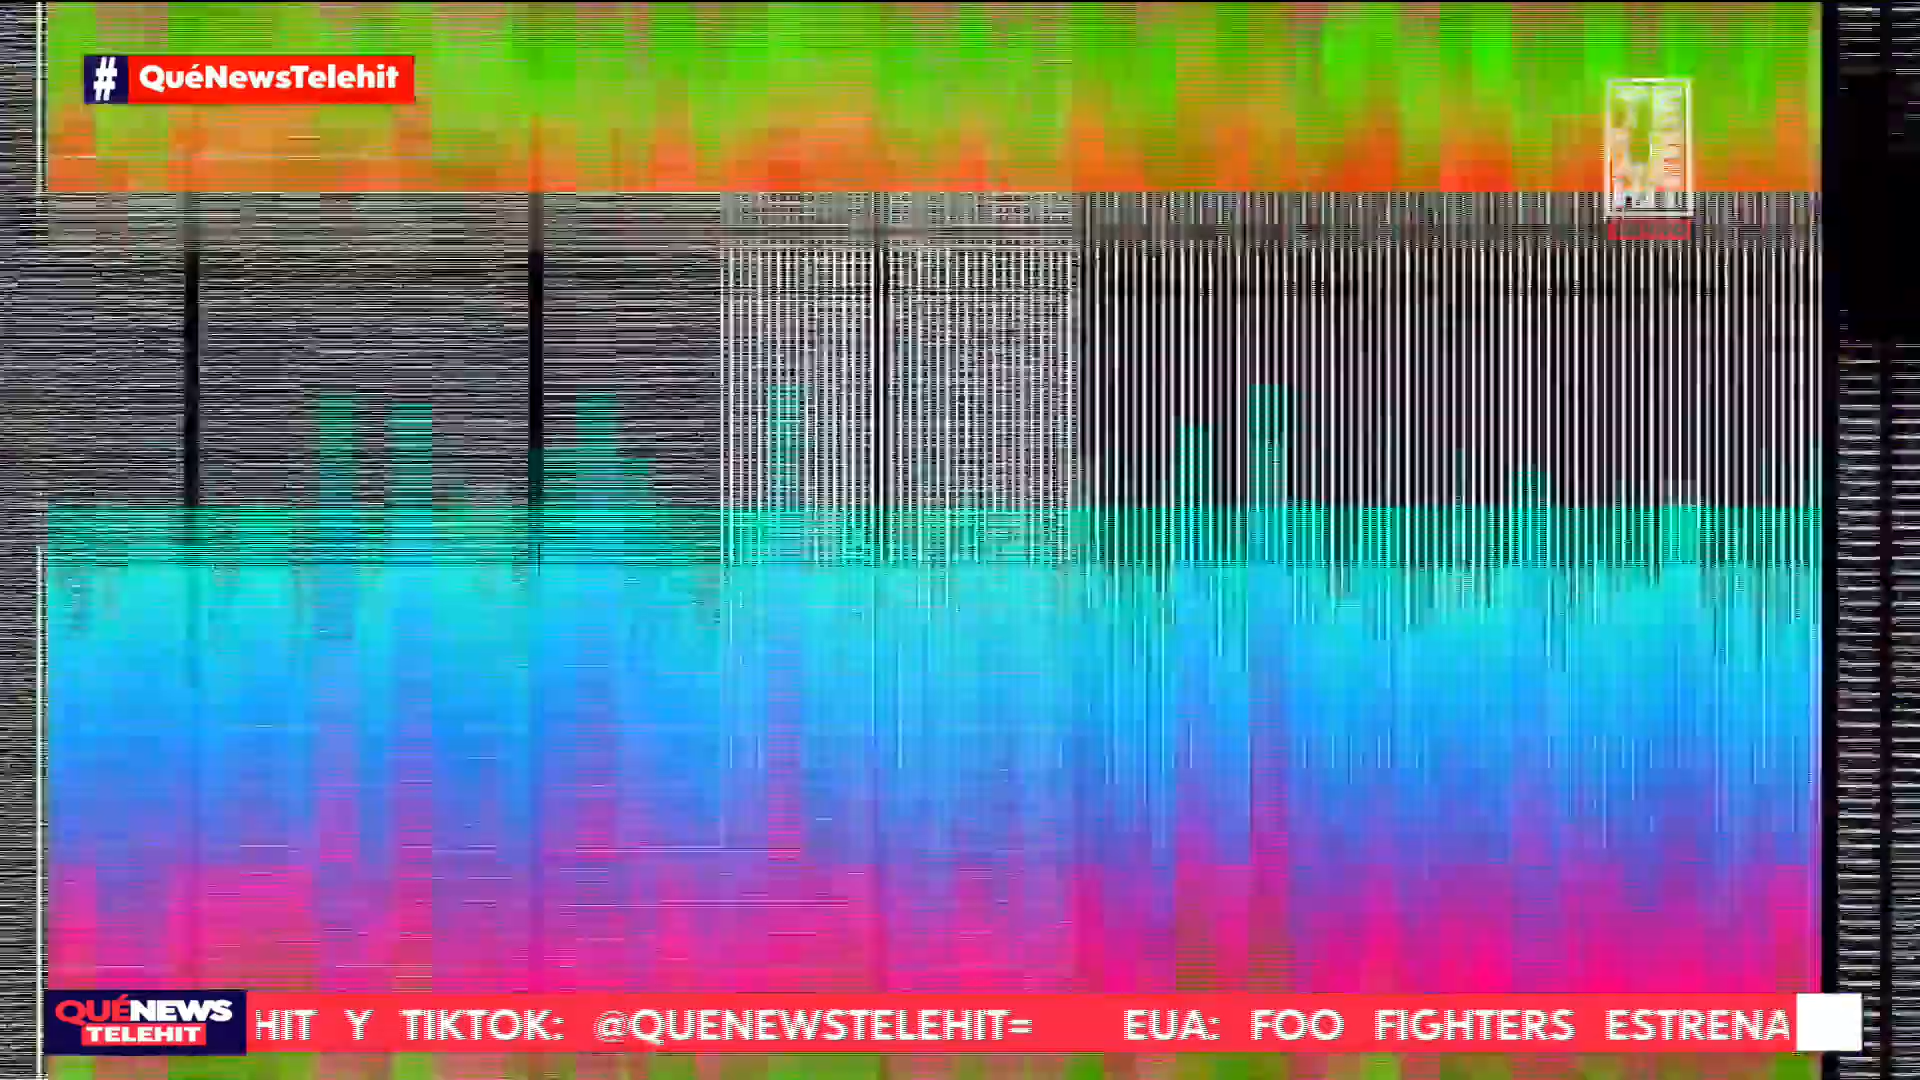 # QuéNewsTelehit
QUÉNEWS
TELEHIT
HIT Y TIKTOK: @QUENEWSTELEHIT= EUA: FOO FIGHTERS ESTRENA